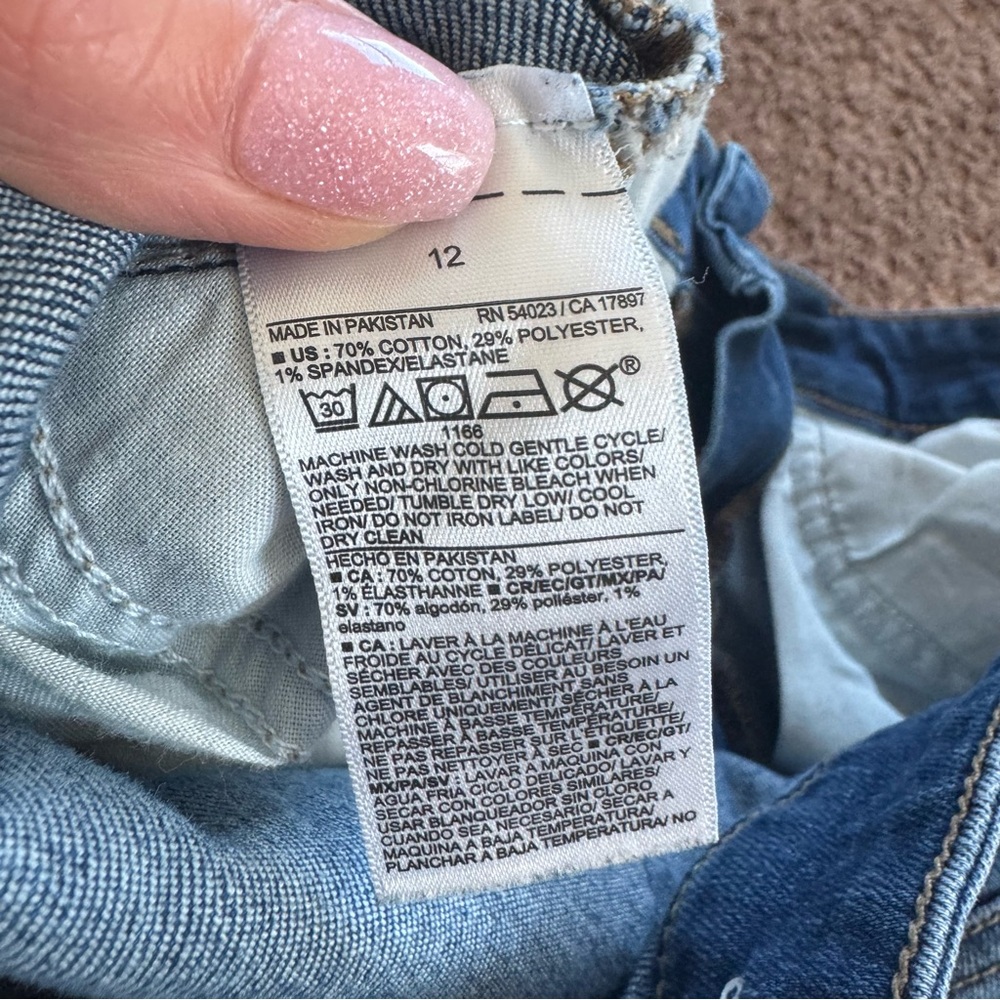 12
MADE IN PAKISTAN RN 54023 / CA 17897
■ US : 70% COTTON, 29% POLYESTER,
1% SPANDEX/ELASTANE
30 ®
1166
MACHINE WASH COLD GENTLE CYCLE/
WASH AND DRY WITH LIKE COLORS/
ONLY NON-CHLORINE BLEACH WHEN
NEEDED/ TUMBLE DRY LOW/ COOL
IRON/ DO NOT IRON LABEL/ DO NOT
DRY CLEAN
HECHO EN PAKISTAN
■ CA : 70% COTON, 29% POLYESTER,
1% ÉLASTHANNE ■ CR/EC/GT/MX/PA/
SV : 70% algodón, 29% poliéster, 1%
elastano
■ CA : LAVER À LA MACHINE À L'EAU
FROIDE AU CYCLE DÉLICAT/ LAVER ET
SÉCHER AVEC DES COULEURS
SEMBLABLES/ UTILISER AU BESOIN UN
AGENT DE BLANCHIMENT SANS
CHLORE UNIQUEMENT/ SÉCHER À LA
MACHINE À BASSE TEMPÉRATURE/
REPASSER À BASSE TEMPÉRATURE/
NE PAS REPASSER SUR L'ÉTIQUETTE/
NE PAS NETTOYER À SEC ■ CR/EC/GT/
MX/PA/SV : LAVAR A MAQUINA CON
AGUA FRIA CICLO DELICADO/ LAVAR Y
SECAR CON COLORES SIMILARES/
USAR BLANQUEADOR SIN CLORO
CUANDO SEA NECESARIO/ SECAR A
MAQUINA A BAJA TEMPERATURA/
PLANCHAR A BAJA TEMPERATURA/ NO